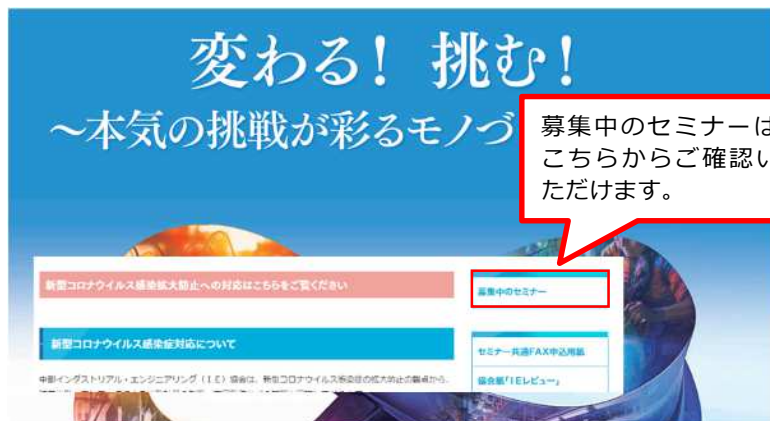 変わる！ 挑む！
～本気の挑戦が彩るモノづ
募集中のセミナーは
こちらからご確認い
ただけます。
新型コロナウイルス感染拡大防止への対応はこちらをご覧ください
募集中のセミナー
新型コロナウイルス感染症対応について
セミナー共通FAX申込用紙
中部インダストリアル・エンジニアリング（ＩＥ）協会は、新型コロナウイルス感染症の拡大防止の観点から、
協会紙「ＩＥレビュー」